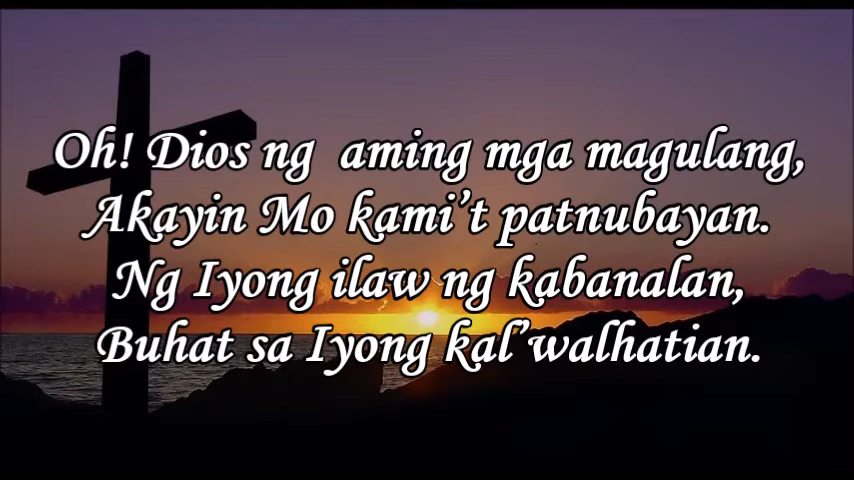 Oh! Dios ng aming mga magulang,
Akayin Mo kami't patnubayan.
Ng Iyong ilaw ng kabanalan,
Buhat sa Iyong kal'walhatian.